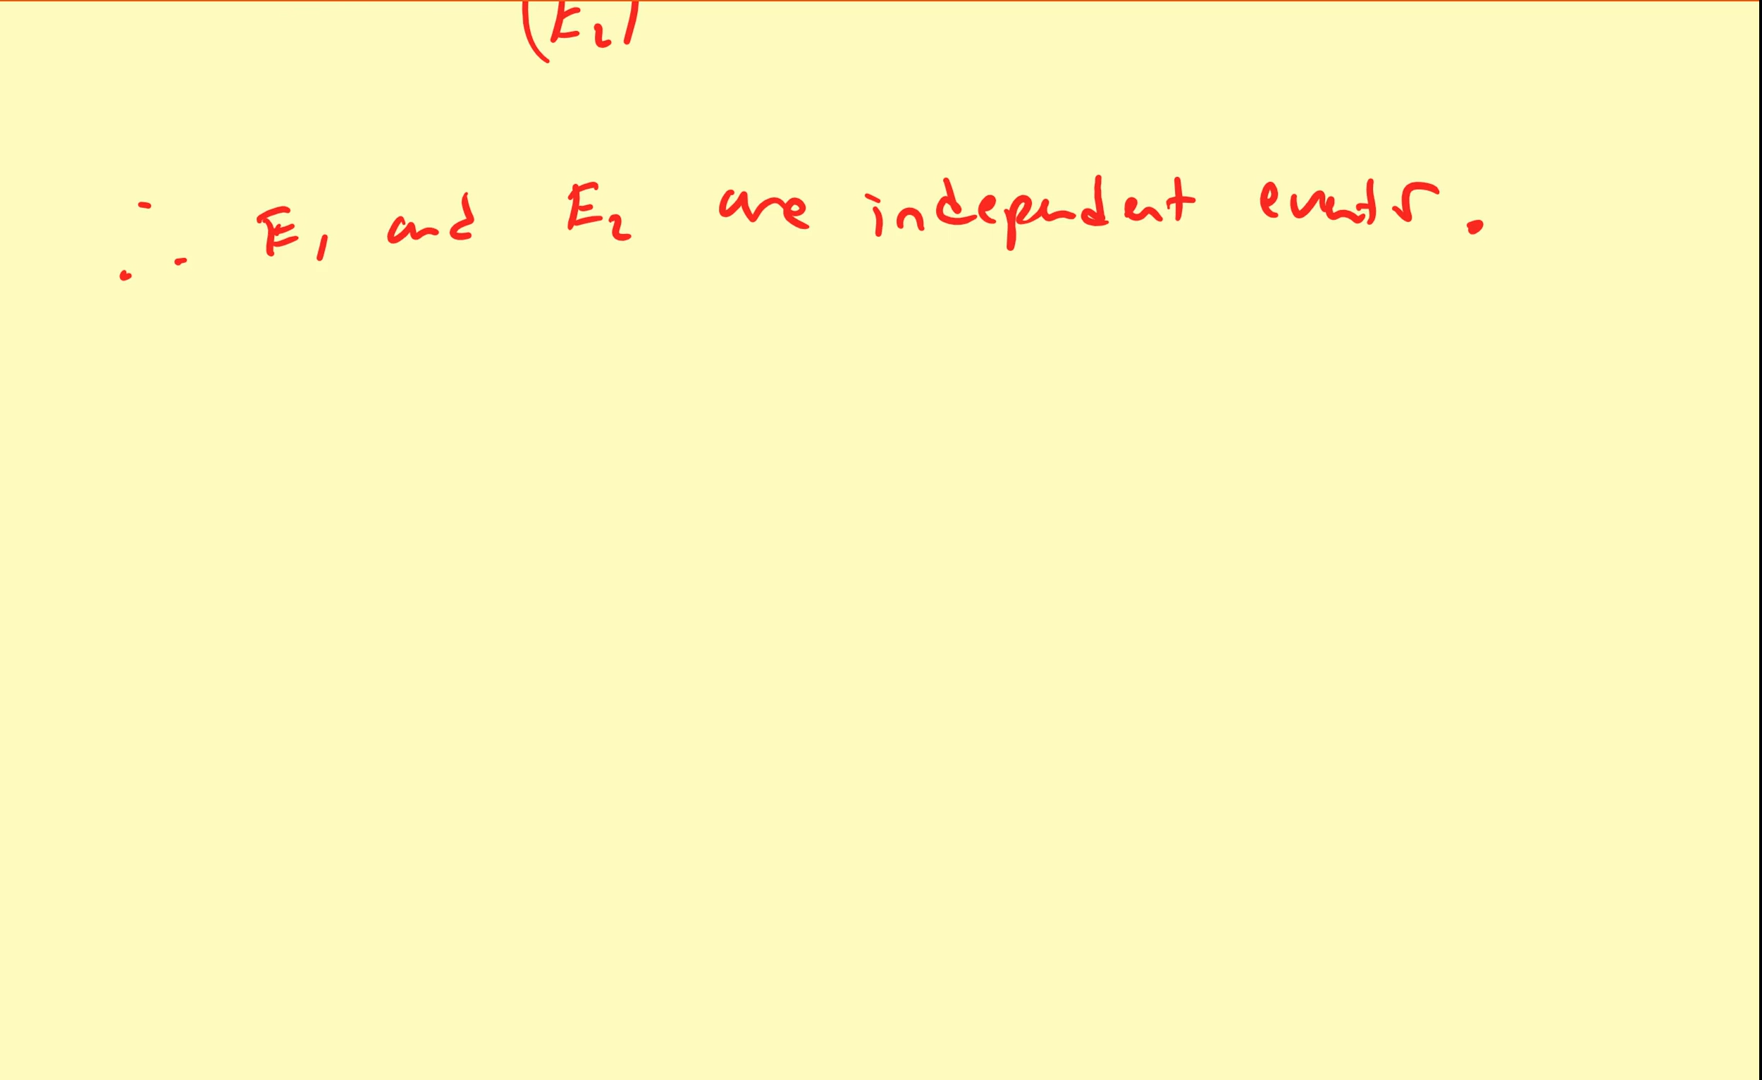 (E₂)
∴ E₁ and E₂ are independent events.